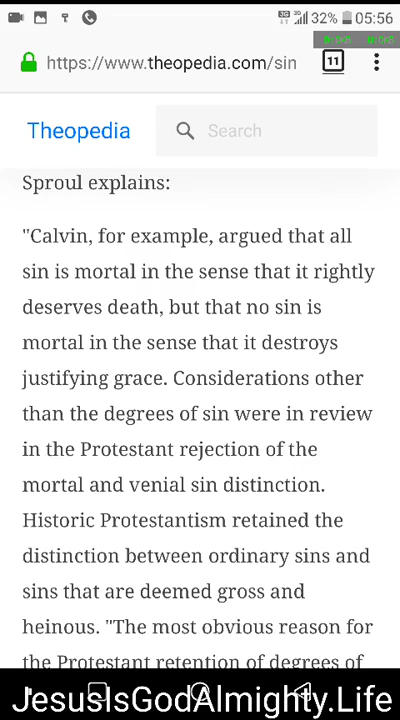 32% 05:56
https://www.theopedia.com/sin 11
Theopedia Search
Sproul explains:
"Calvin, for example, argued that all
sin is mortal in the sense that it rightly
deserves death, but that no sin is
mortal in the sense that it destroys
justifying grace. Considerations other
than the degrees of sin were in review
in the Protestant rejection of the
mortal and venial sin distinction.
Historic Protestantism retained the
distinction between ordinary sins and
sins that are deemed gross and
heinous. "The most obvious reason for
the Protestant retention of degrees of
JesusIsGodAlmighty.Life